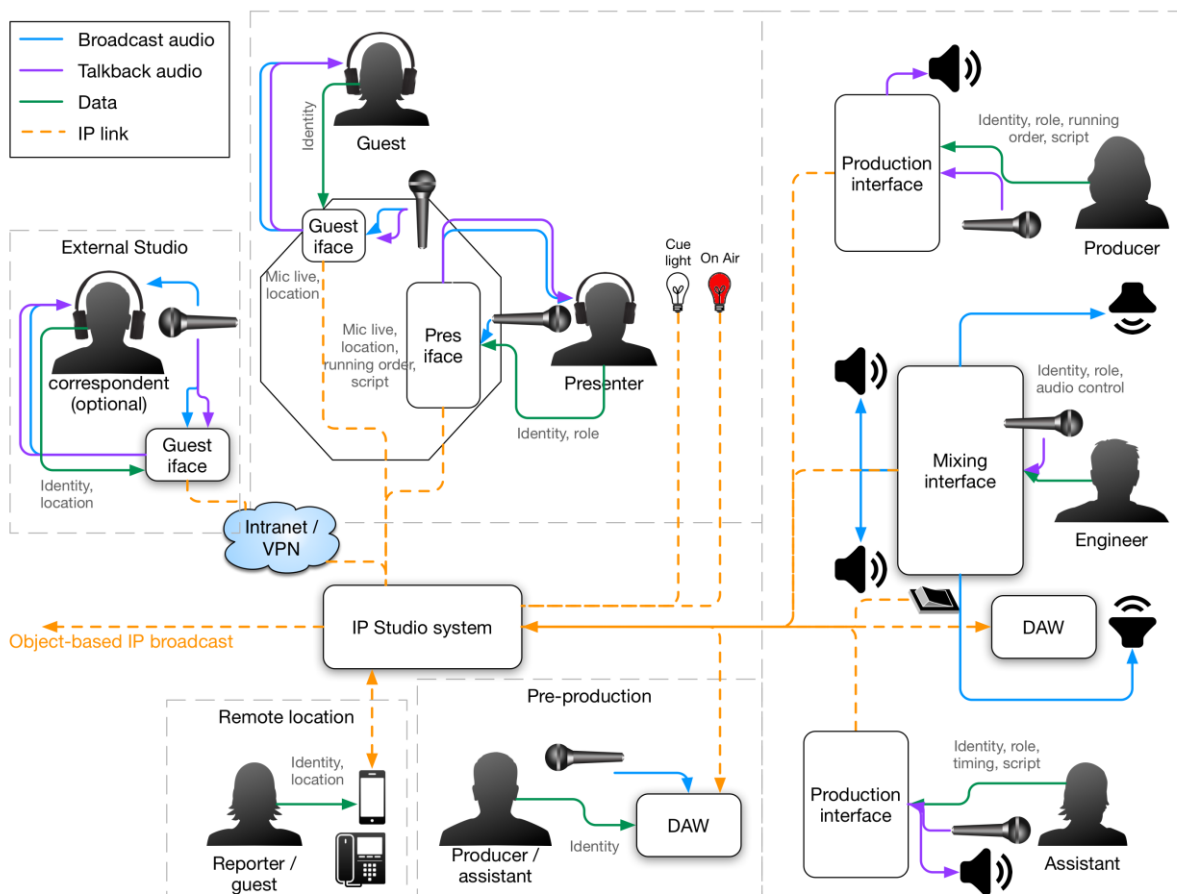 Broadcast audio
Talkback audio
Data
IP link
Identity
Guest
Guest
iface
Mic live,
location
Pres
iface
Mic live,
location,
running order,
script
Presenter
Identity, role
Cue
light
On Air
External Studio
correspondent
(optional)
Guest
iface
Identity,
location
Intranet /
VPN
Production
interface
Identity, role, running
order, script
Producer
Identity, role,
audio control
Mixing
interface
Engineer
IP Studio system
Object-based IP broadcast
DAW
Remote location
Identity,
location
Reporter /
guest
Pre-production
Producer /
assistant
Identity
DAW
Production
interface
Identity, role,
timing, script
Assistant